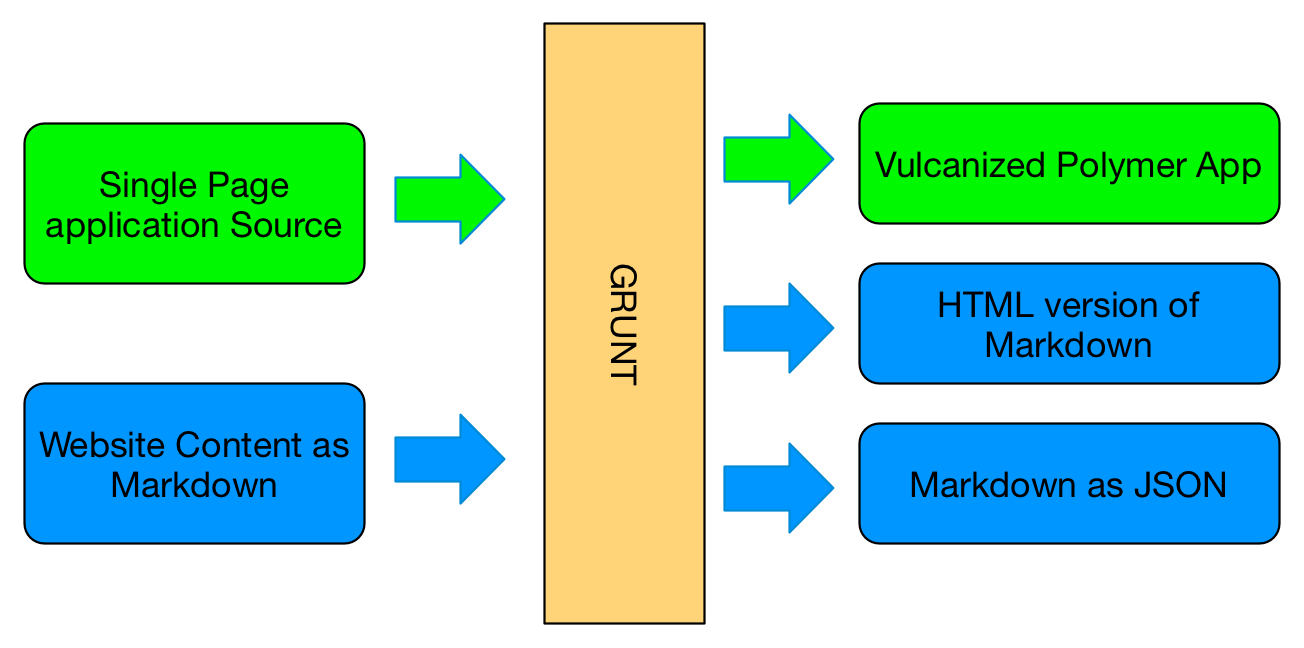 Single Page
application Source
Website Content as
Markdown
GRUNT
Vulcanized Polymer App
HTML version of
Markdown
Markdown as JSON